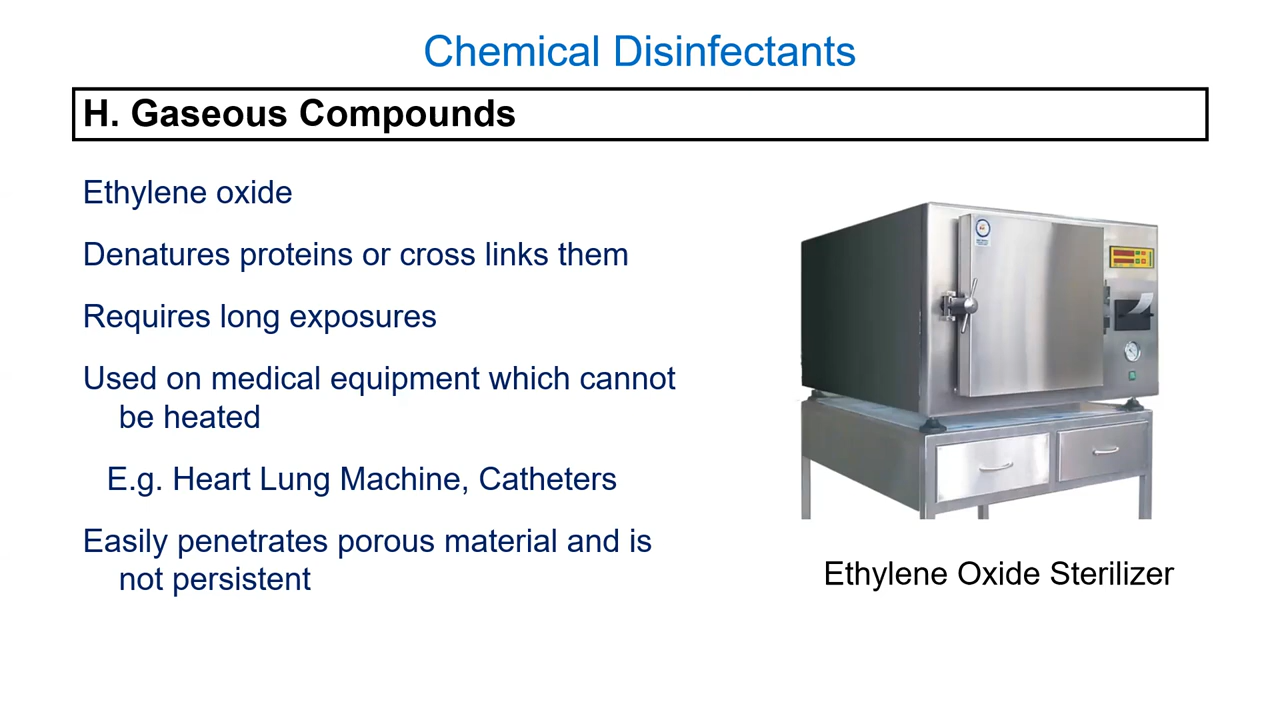 Chemical Disinfectants
H. Gaseous Compounds
Ethylene oxide
Denatures proteins or cross links them
Requires long exposures
Used on medical equipment which cannot
be heated
E.g. Heart Lung Machine, Catheters
Easily penetrates porous material and is
not persistent
Ethylene Oxide Sterilizer